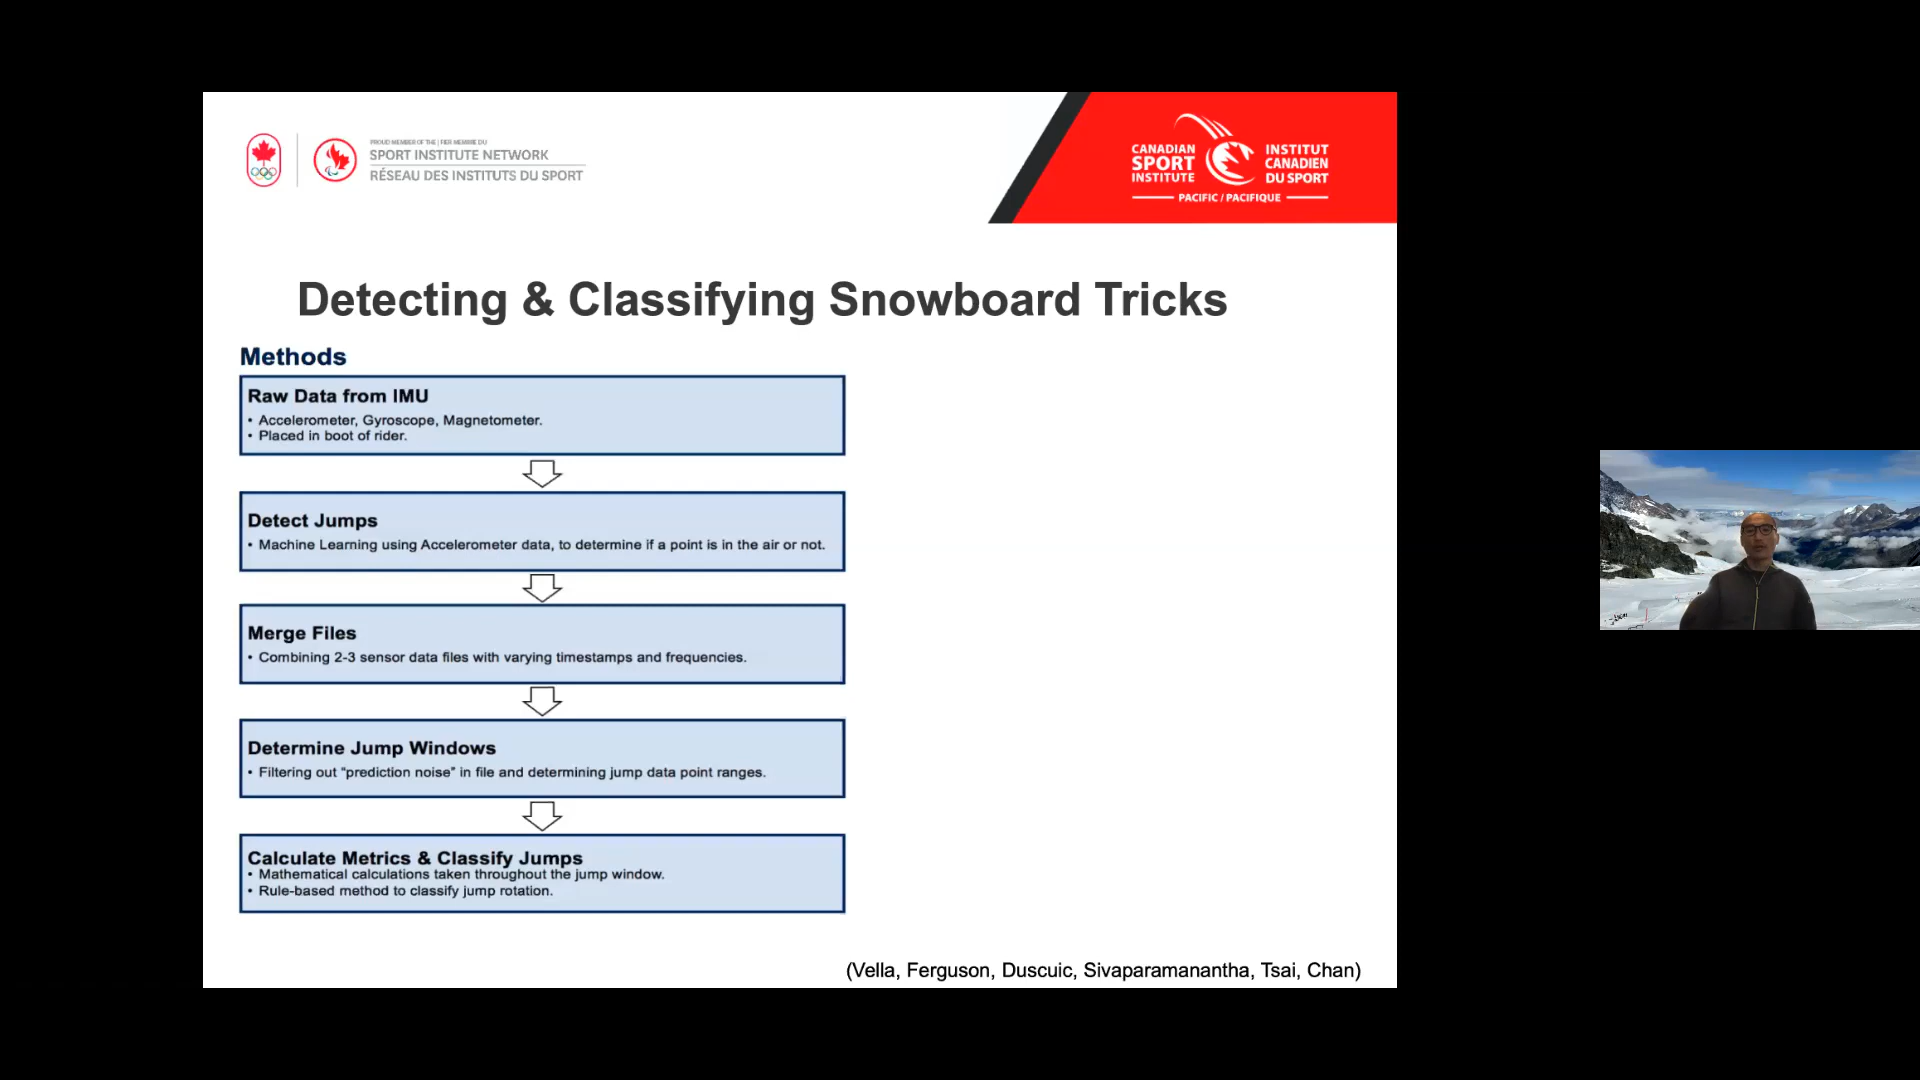 PROUD MEMBER OF THE | FIER MEMBRE DU
SPORT INSTITUTE NETWORK
RÉSEAU DES INSTITUTS DU SPORT
CANADIAN
SPORT
INSTITUTE
INSTITUT
CANADIEN
DU SPORT
PACIFIC / PACIFIQUE
Detecting & Classifying Snowboard Tricks
Methods
Raw Data from IMU
• Accelerometer, Gyroscope, Magnetometer.
• Placed in boot of rider.
Detect Jumps
• Machine Learning using Accelerometer data, to determine if a point is in the air or not.
Merge Files
• Combining 2-3 sensor data files with varying timestamps and frequencies.
Determine Jump Windows
• Filtering out “prediction noise” in file and determining jump data point ranges.
Calculate Metrics & Classify Jumps
• Mathematical calculations taken throughout the jump window.
• Rule-based method to classify jump rotation.
(Vella, Ferguson, Duscuic, Sivaparamanantha, Tsai, Chan)